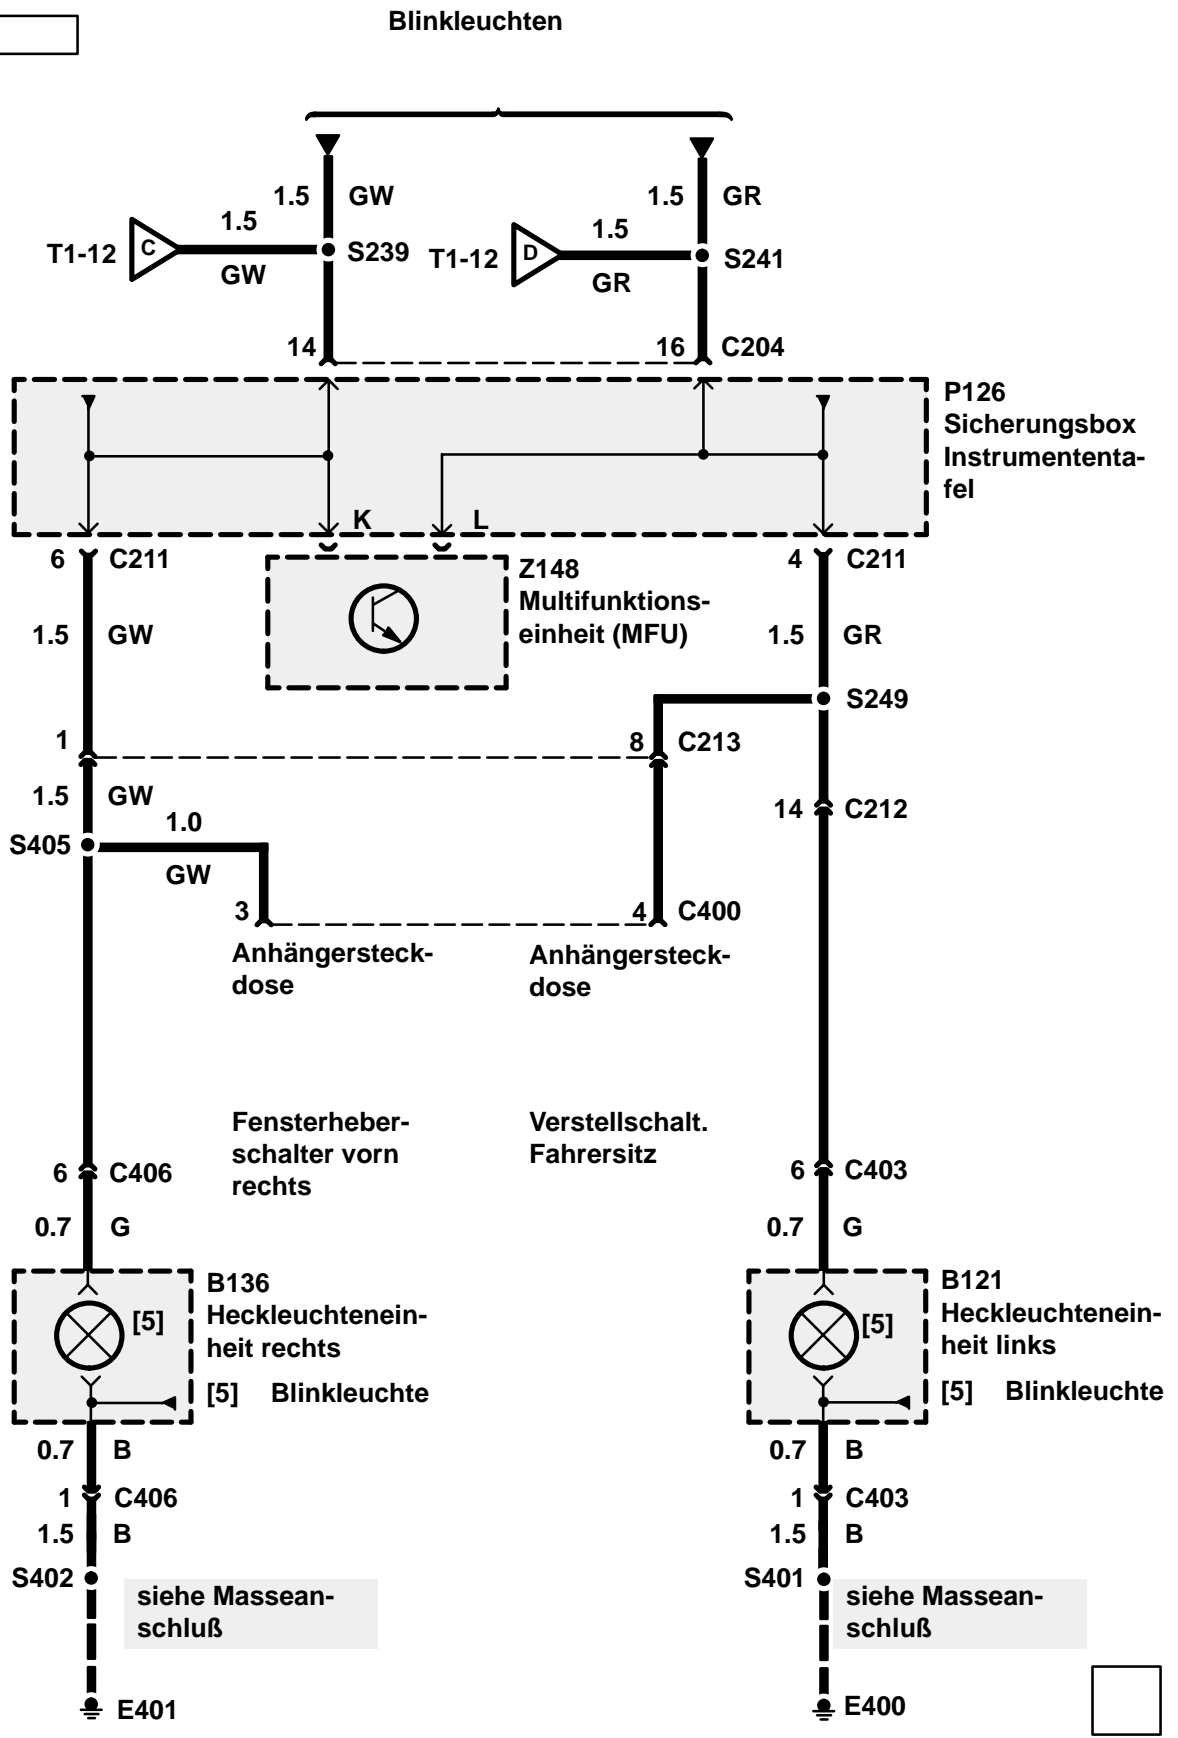 Blinkleuchten
1.5 GW 1.5 GR
1.5 1.5
T1-12 C S239 T1-12 D S241
GW GR
14 16 C204
P126
Sicherungsbox
Instrumententa-
fel
K L
6 C211 4 C211
Z148
Multifunktions-
einheit (MFU)
1.5 GW 1.5 GR
S249
1 8 C213
1.5 GW 14 C212
1.0
S405
GW
3 4 C400
Anhängersteck-
dose
Anhängersteck-
dose
Fensterheber-
schalter vorn
rechts
Verstellschalt.
Fahrersitz
6 C406 6 C403
0.7 G 0.7 G
B136
Heckleuchtenein-
heit rechts
[5]
[5] Blinkleuchte
B121
Heckleuchtenein-
heit links
[5]
[5] Blinkleuchte
0.7 B 0.7 B
1 C406 1 C403
1.5 B 1.5 B
S402 S401
siehe Massean-
schluß
siehe Massean-
schluß
E401 E400